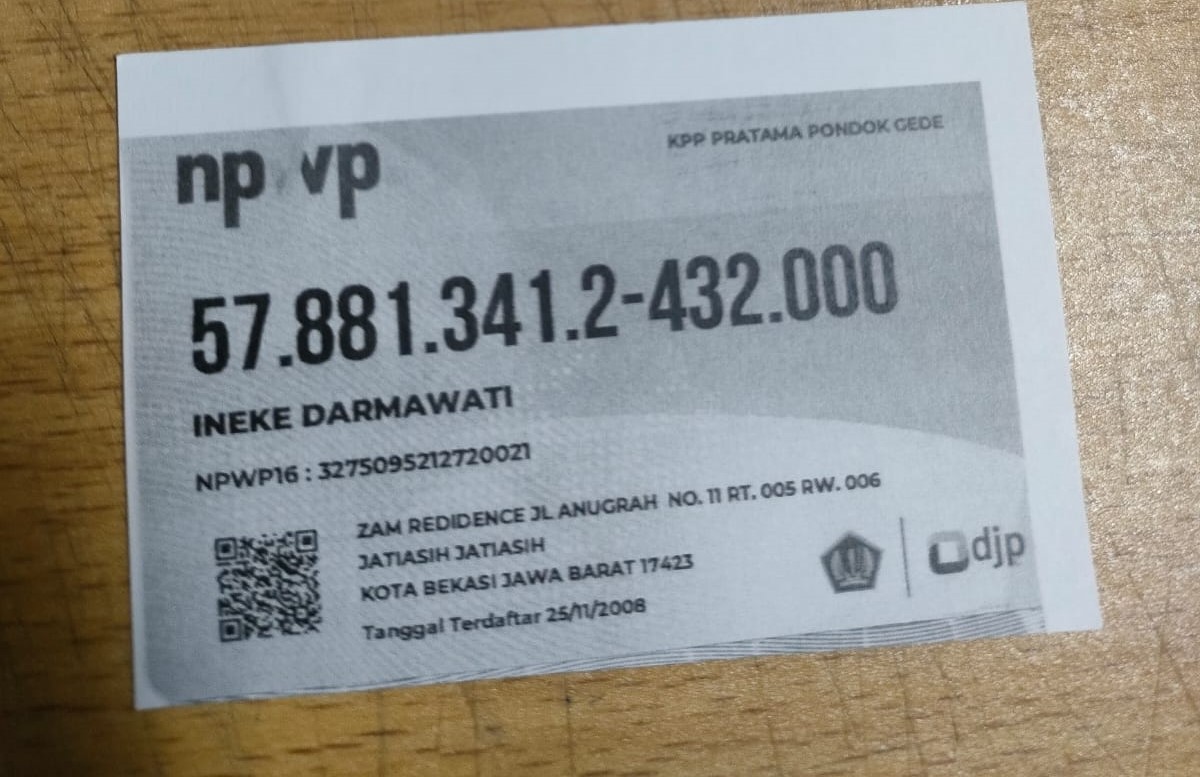 npwp
KPP PRATAMA PONDOK GEDE
57.881.341.2-432.000
INEKE DARMAWATI
NPWP16 : 3275095212720021
ZAM REDIDENCE JL ANUGRAH NO. 11 RT. 005 RW. 006
JATIASIH JATIASIH
KOTA BEKASI JAWA BARAT 17423
Tanggal Terdaftar 25/11/2008
djp